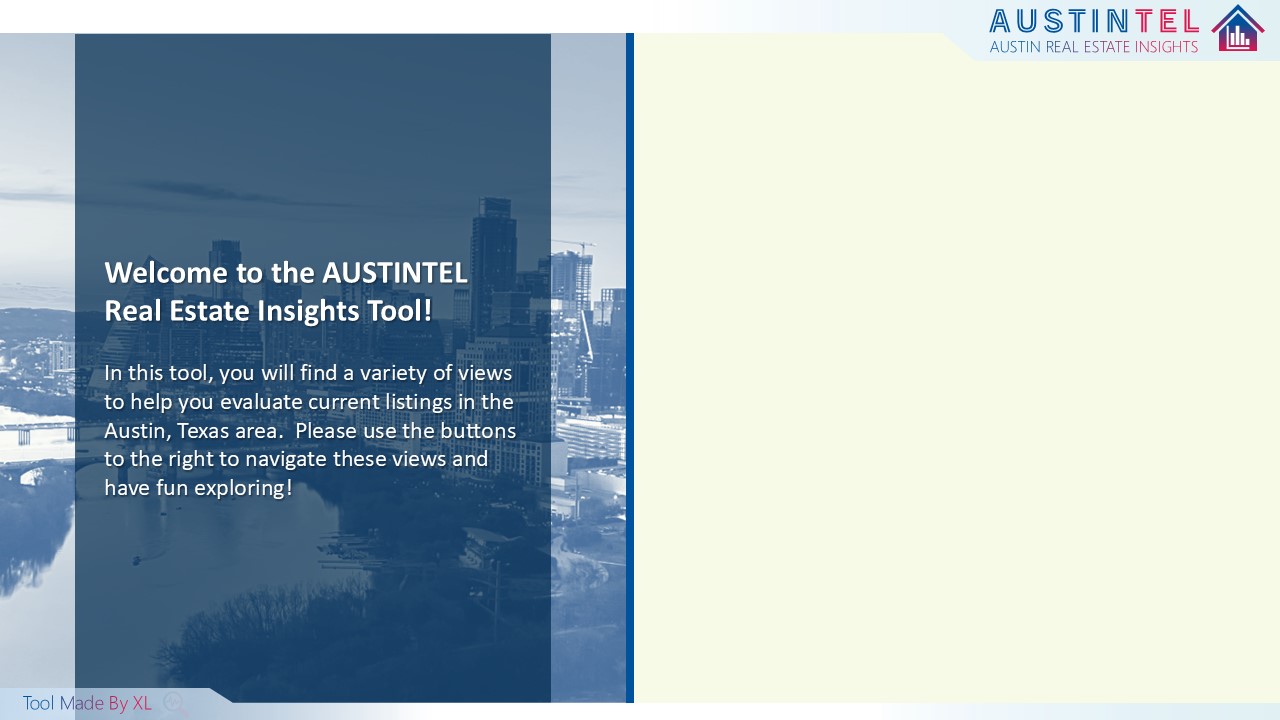 AUSTINTEL
AUSTIN REAL ESTATE INSIGHTS
Welcome to the AUSTINTEL
Real Estate Insights Tool!
In this tool, you will find a variety of views
to help you evaluate current listings in the
Austin, Texas area.  Please use the buttons
to the right to navigate these views and
have fun exploring!
Tool Made By XL